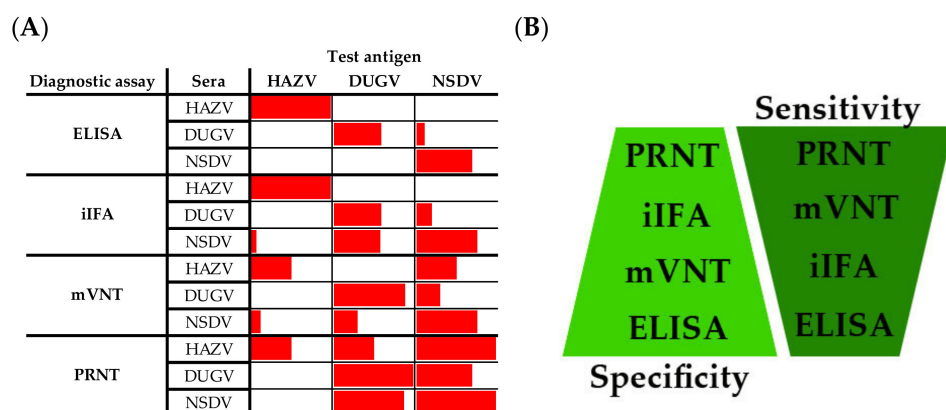 (A)
Test antigen
Diagnostic assay Sera HAZV DUGV NSDV
HAZV
ELISA DUGV
NSDV
HAZV
iIFA DUGV
NSDV
HAZV
mVNT DUGV
NSDV
HAZV
PRNT DUGV
NSDV
(B)
Sensitivity
PRNT PRNT
iIFA mVNT
mVNT iIFA
ELISA ELISA
Specificity